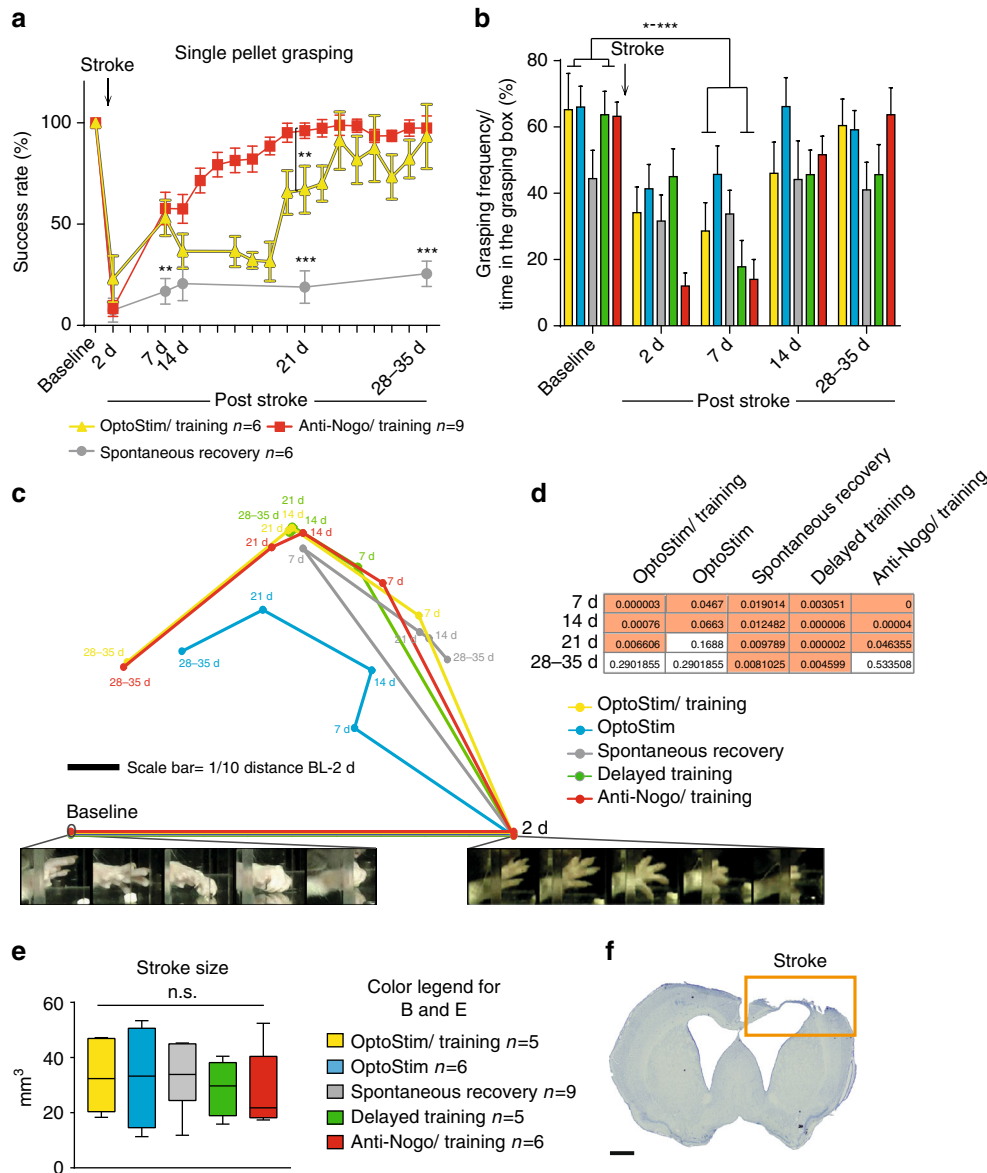 a
Single pellet grasping
Stroke
Success rate (%)
100
50
0
**
**
***
***
Baseline
2 d
7 d
14 d
21 d
28–35 d
Post stroke
OptoStim/ training n=6
Anti-Nogo/ training n=9
Spontaneous recovery n=6
b
*-***
Stroke
Grasping frequency/
time in the grasping box (%)
80
60
40
20
0
Baseline
2 d
7 d
14 d
28–35 d
Post stroke
c
21 d
28–35 d
14 d
21 d
14 d
21 d
14 d
7 d
7 d
7 d
7 d
21 d
14 d
28–35 d
21 d
28–35 d
28–35 d
28–35 d
14 d
7 d
Scale bar= 1/10 distance BL-2 d
Baseline
2 d
d
OptoStim/ training
OptoStim
Spontaneous recovery
Delayed training
Anti-Nogo/ training
7 d 0.000003 0.0467 0.019014 0.003051 0
14 d 0.00076 0.0663 0.012482 0.000006 0.00004
21 d 0.006606 0.1688 0.009789 0.000002 0.046355
28–35 d 0.2901855 0.2901855 0.0081025 0.004599 0.533508
OptoStim/ training
OptoStim
Spontaneous recovery
Delayed training
Anti-Nogo/ training
e
Stroke size
n.s.
mm3
60
40
20
0
Color legend for
B and E
OptoStim/ training n=5
OptoStim n=6
Spontaneous recovery n=9
Delayed training n=5
Anti-Nogo/ training n=6
f
Stroke